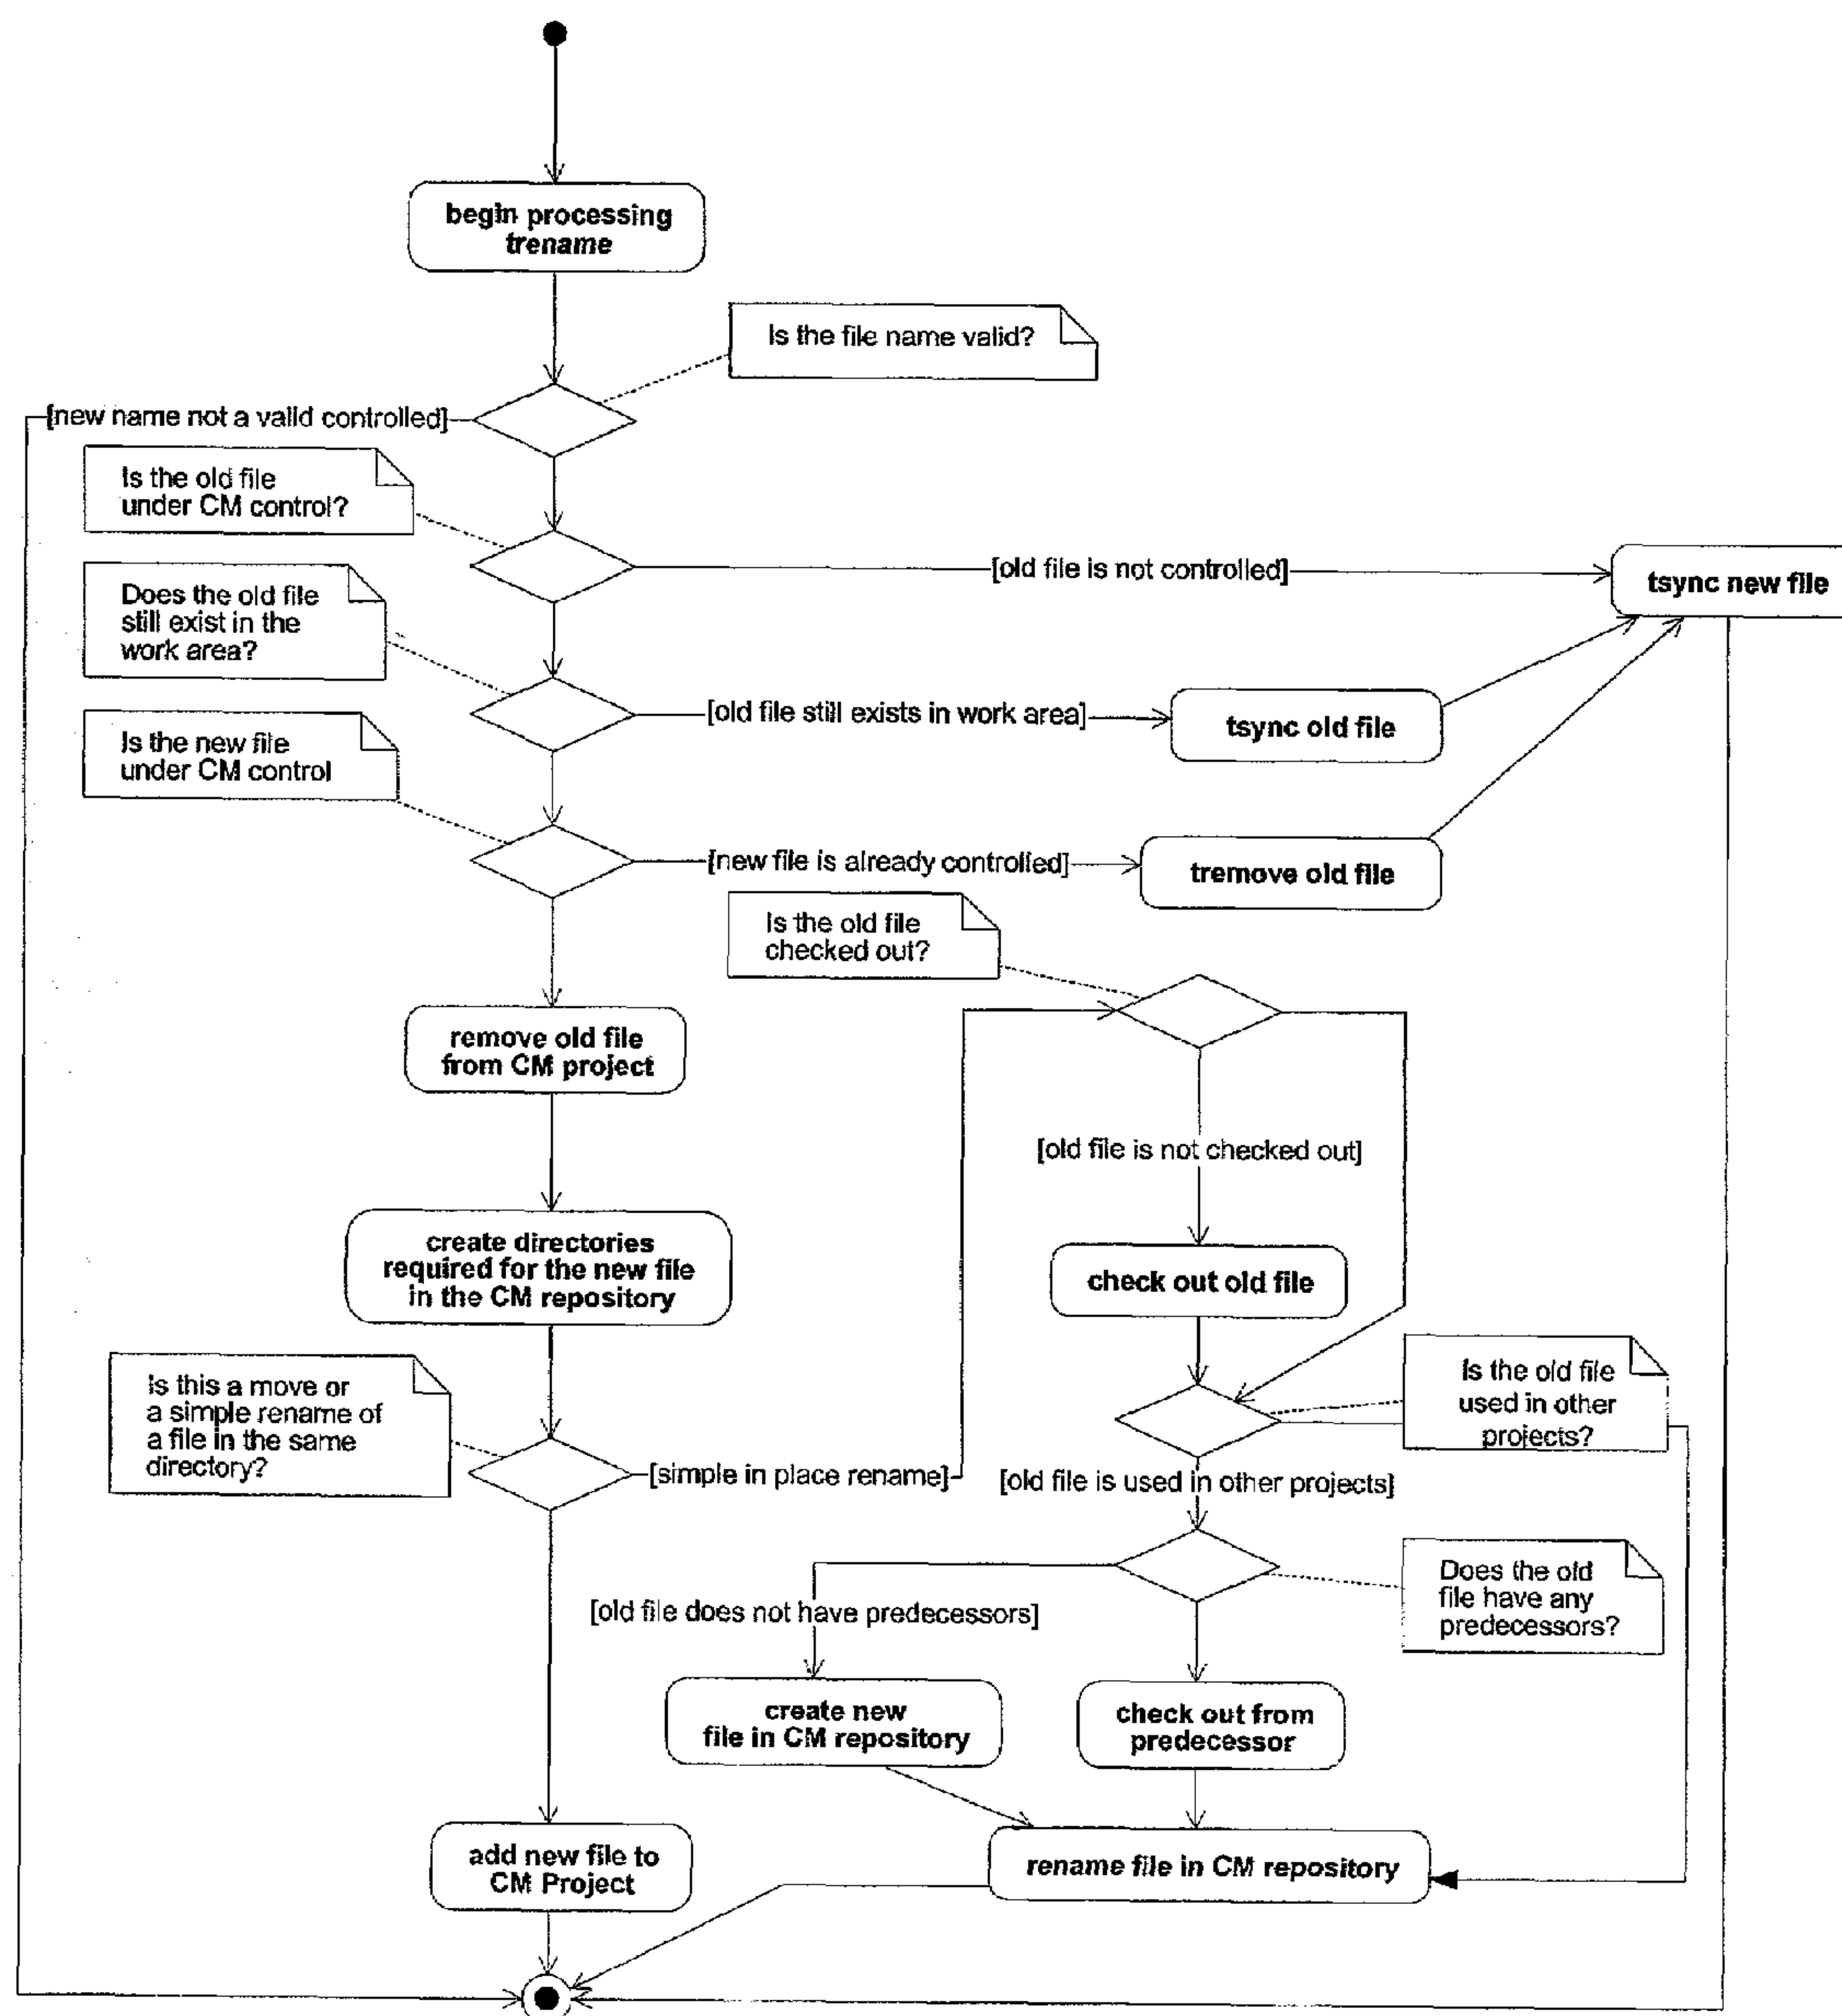 begin processing
trename
Is the file name valid?
[new name not a valid controlled]
Is the old file
under CM control?
[old file is not controlled]
tsync new file
Does the old file
still exist in the
work area?
[old file still exists in work area]
tsync old file
Is the new file
under CM control
[new file is already controlled]
tremove old file
Is the old file
checked out?
remove old file
from CM project
[old file is not checked out]
create directories
required for the new file
in the CM repository
check out old file
Is this a move or
a simple rename of
a file in the same
directory?
Is the old file
used in other
projects?
[simple in place rename]
[old file is used in other projects]
Does the old
file have any
predecessors?
[old file does not have predecessors]
create new
file in CM repository
check out from
predecessor
add new file to
CM Project
rename file in CM repository